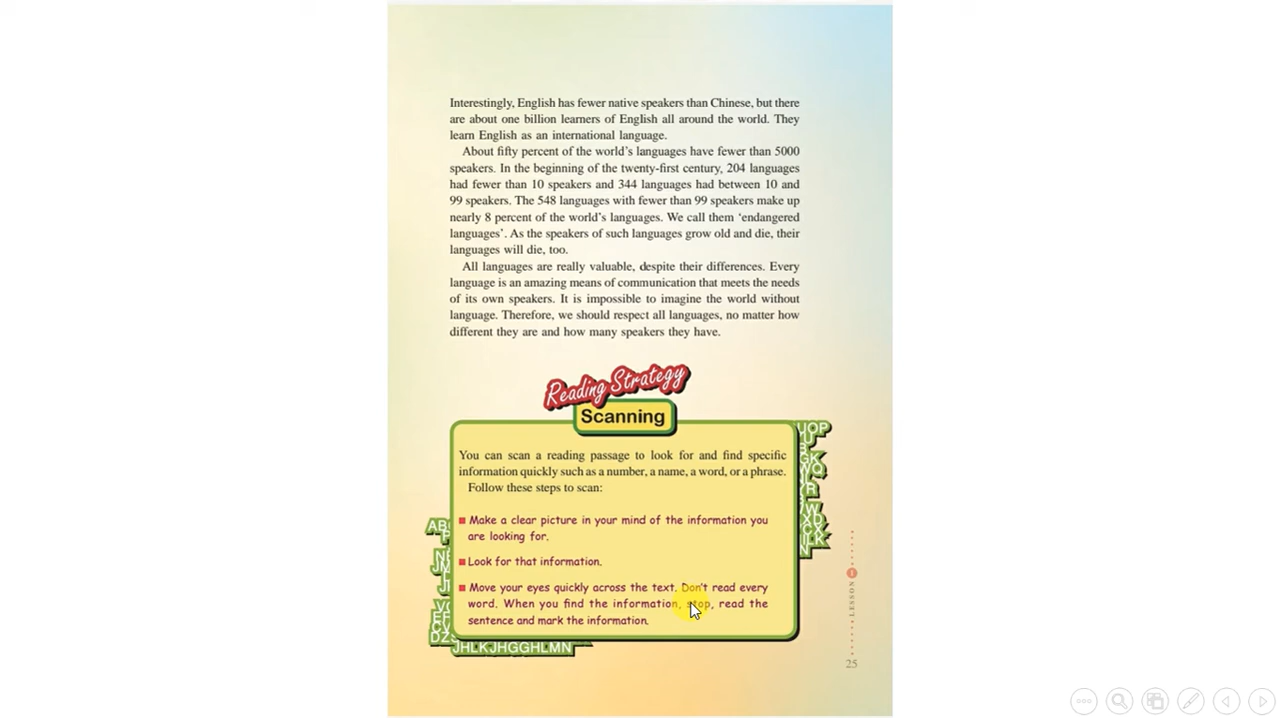 Interestingly, English has fewer native speakers than Chinese, but there
are about one billion learners of English all around the world. They
learn English as an international language.
About fifty percent of the world's languages have fewer than 5000
speakers. In the beginning of the twenty-first century, 204 languages
had fewer than 10 speakers and 344 languages had between 10 and
99 speakers. The 548 languages with fewer than 99 speakers make up
nearly 8 percent of the world's languages. We call them 'endangered
languages'. As the speakers of such languages grow old and die, their
languages will die, too.
All languages are really valuable, despite their differences. Every
language is an amazing means of communication that meets the needs
of its own speakers. It is impossible to imagine the world without
language. Therefore, we should respect all languages, no matter how
different they are and how many speakers they have.
Reading Strategy
Scanning
You can scan a reading passage to look for and find specific
information quickly such as a number, a name, a word, or a phrase.
Follow these steps to scan:
Make a clear picture in your mind of the information you
are looking for.
Look for that information.
Move your eyes quickly across the text. Don't read every
word. When you find the information, stop, read the
sentence and mark the information.
JHLKJHGGHLMN
LESSON 1
25